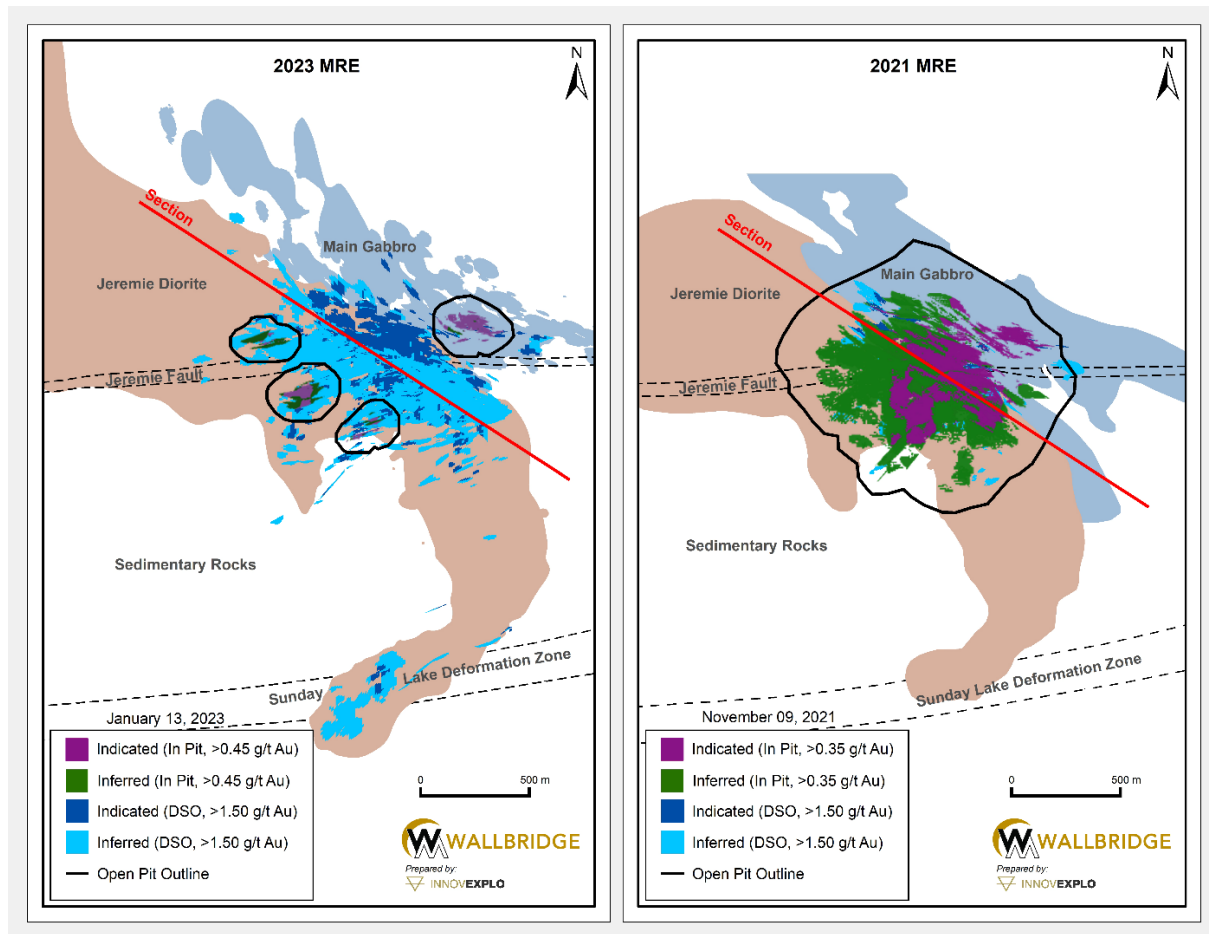 2023 MRE
N
Section
Main Gabbro
Jeremie Diorite
Jeremie Fault
Sedimentary Rocks
Sunday Lake Deformation Zone
January 13, 2023
Indicated (In Pit, >0.45 g/t Au)
Inferred (In Pit, >0.45 g/t Au)
Indicated (DSO, >1.50 g/t Au)
Inferred (DSO, >1.50 g/t Au)
Open Pit Outline
0 500 m
WALLBRIDGE
Prepared by:
INNOVEXPLO
2021 MRE
N
Section
Main Gabbro
Jeremie Diorite
Jeremie Fault
Sedimentary Rocks
Sunday Lake Deformation Zone
November 09, 2021
Indicated (In Pit, >0.35 g/t Au)
Inferred (In Pit, >0.35 g/t Au)
Indicated (DSO, >1.50 g/t Au)
Inferred (DSO, >1.50 g/t Au)
Open Pit Outline
0 500 m
WALLBRIDGE
Prepared by:
INNOVEXPLO